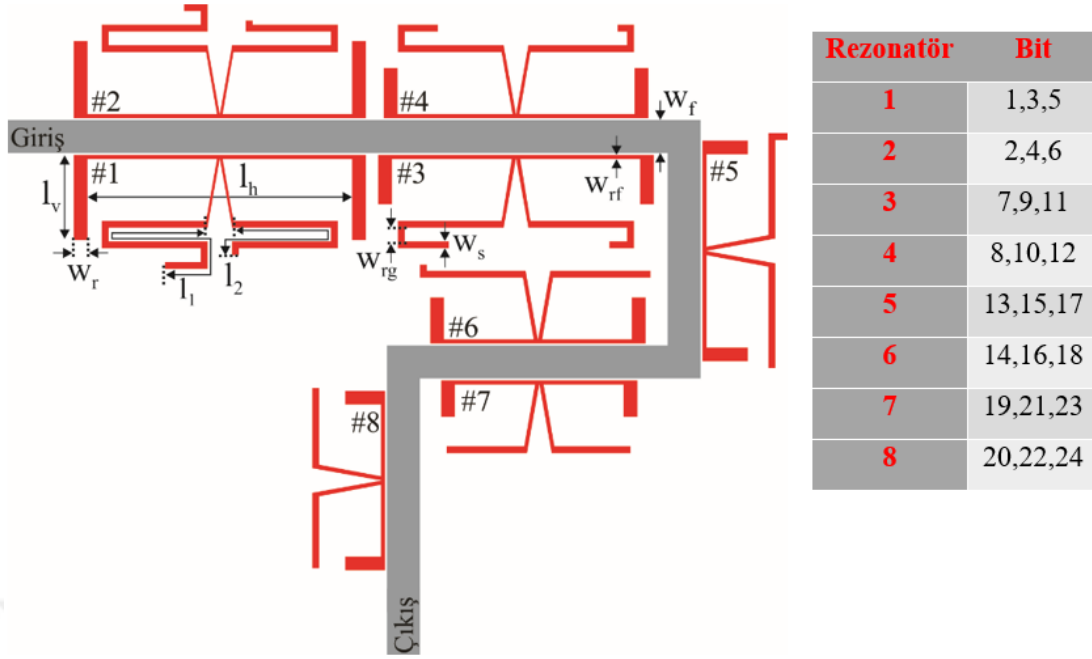 #2
#4
w_f
Giriş
#1
l_h
#3
#5
l_v
w_rf
w_r
l_1
l_2
w_rg
w_s
#6
#7
#8
Çıkış
Rezonatör Bit
1 1,3,5
2 2,4,6
3 7,9,11
4 8,10,12
5 13,15,17
6 14,16,18
7 19,21,23
8 20,22,24